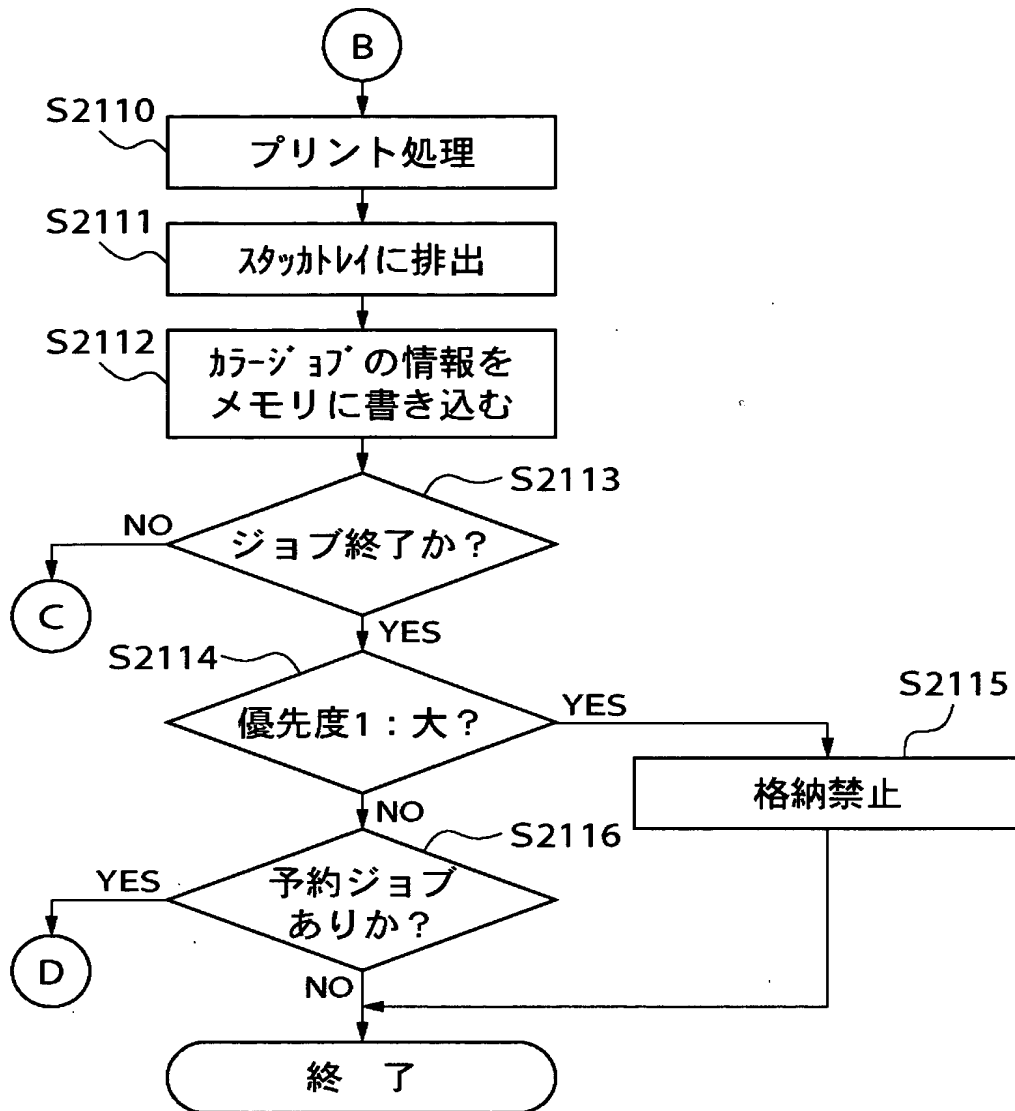 B
S2110
プリント処理
S2111
ｽﾀｯｶﾄﾚｲに排出
S2112
ｶﾗｰｼﾞｮﾌﾞの情報を
メモリに書き込む
S2113
ジョブ終了か？
NO
C
YES
S2114
優先度1：大？
YES
S2115
格納禁止
NO
S2116
予約ジョブ
ありか？
YES
D
NO
終 了